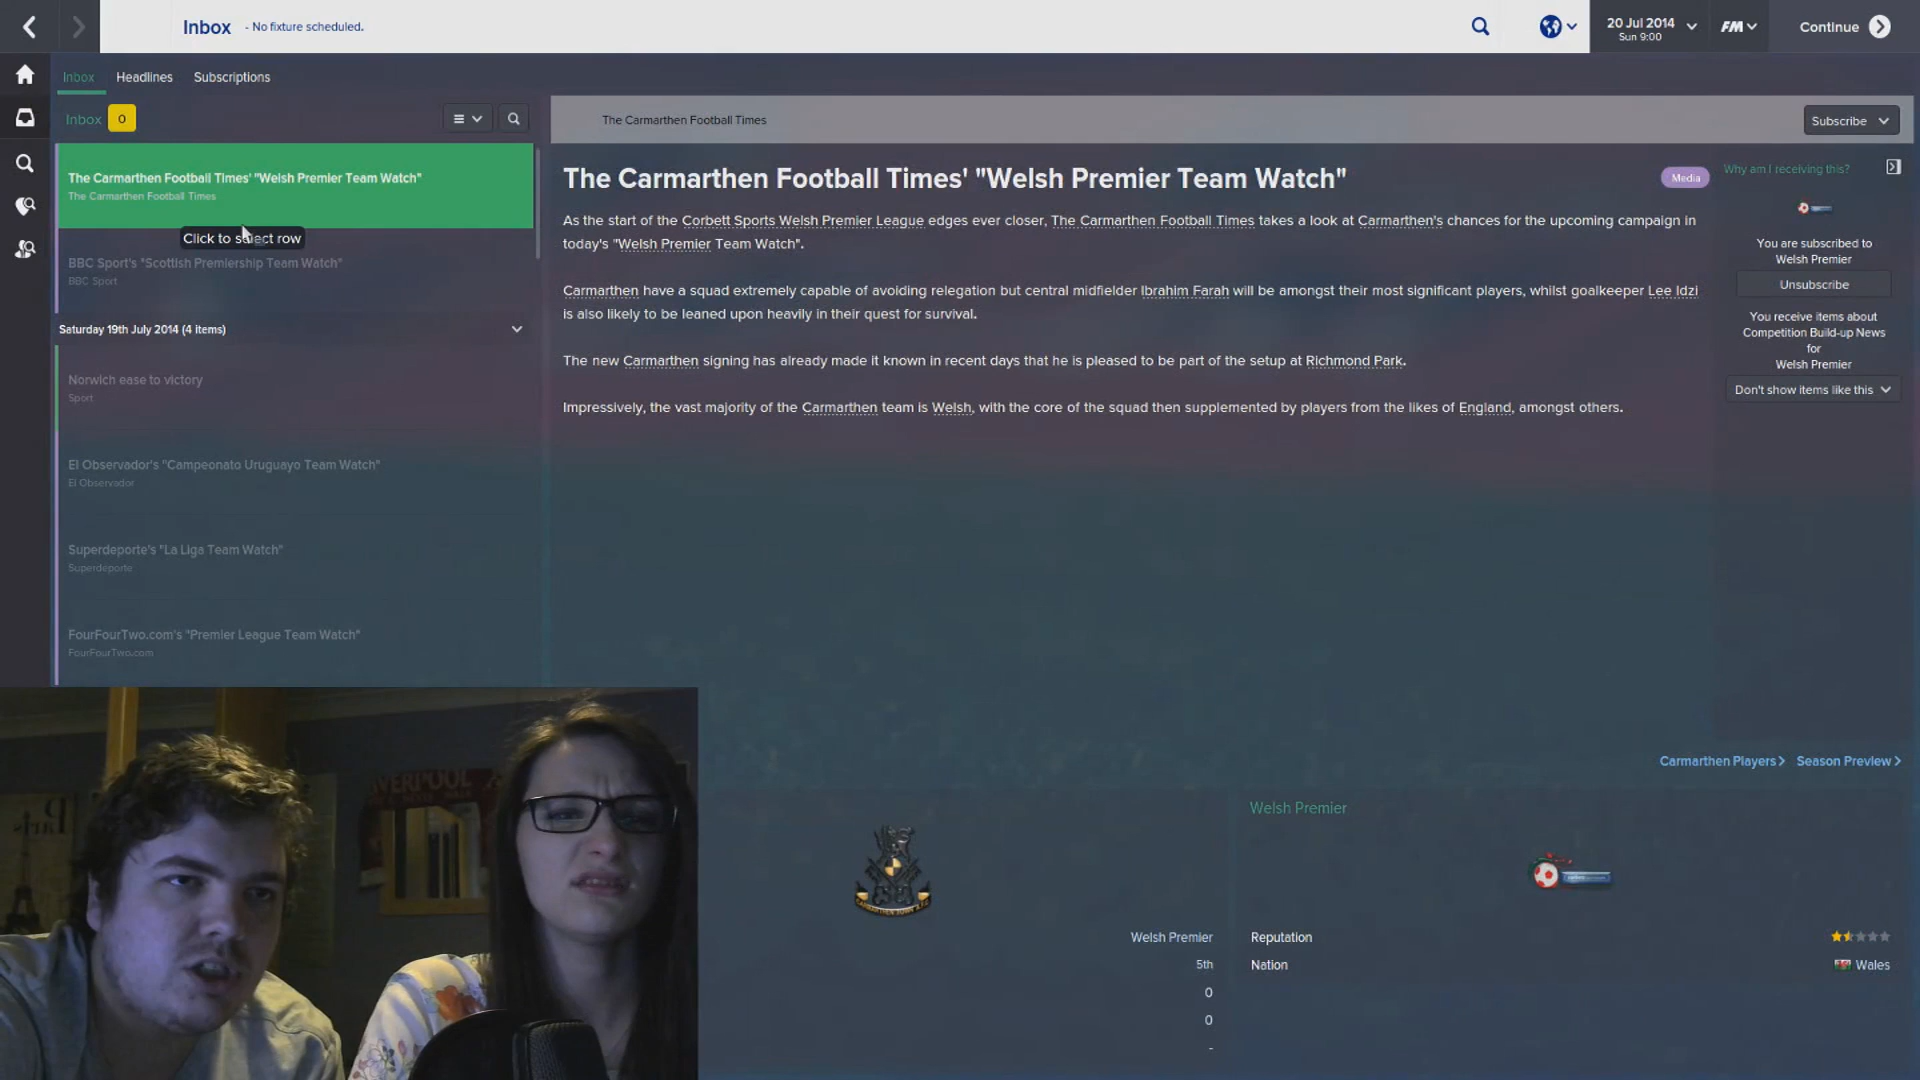 Inbox - No fixture scheduled.
20 Jul 2014
Sun 9:00
FM
Continue
Inbox Headlines Subscriptions
Inbox 0
The Carmarthen Football Times' "Welsh Premier Team Watch"
The Carmarthen Football Times
Click to select row
BBC Sport's "Scottish Premiership Team Watch"
BBC Sport
Saturday 19th July 2014 (4 items)
Norwich ease to victory
Sport
El Observador's "Campeonato Uruguayo Team Watch"
El Observador
Superdeporte's "La Liga Team Watch"
Superdeporte
FourFourTwo.com's "Premier League Team Watch"
FourFourTwo.com
The Carmarthen Football Times
Subscribe
The Carmarthen Football Times' "Welsh Premier Team Watch"
Media
As the start of the Corbett Sports Welsh Premier League edges ever closer, The Carmarthen Football Times takes a look at Carmarthen's chances for the upcoming campaign in
today's "Welsh Premier Team Watch".
Carmarthen have a squad extremely capable of avoiding relegation but central midfielder Ibrahim Farah will be amongst their most significant players, whilst goalkeeper Lee Idzi
is also likely to be leaned upon heavily in their quest for survival.
The new Carmarthen signing has already made it known in recent days that he is pleased to be part of the setup at Richmond Park.
Impressively, the vast majority of the Carmarthen team is Welsh, with the core of the squad then supplemented by players from the likes of England, amongst others.
Why am I receiving this?
You are subscribed to
Welsh Premier
Unsubscribe
You receive items about
Competition Build-up News
for
Welsh Premier
Don't show items like this
Carmarthen Players Season Preview
Welsh Premier
Welsh Premier
5th
0
0
-
Reputation
Nation Wales
LIVERPOOL
Paris